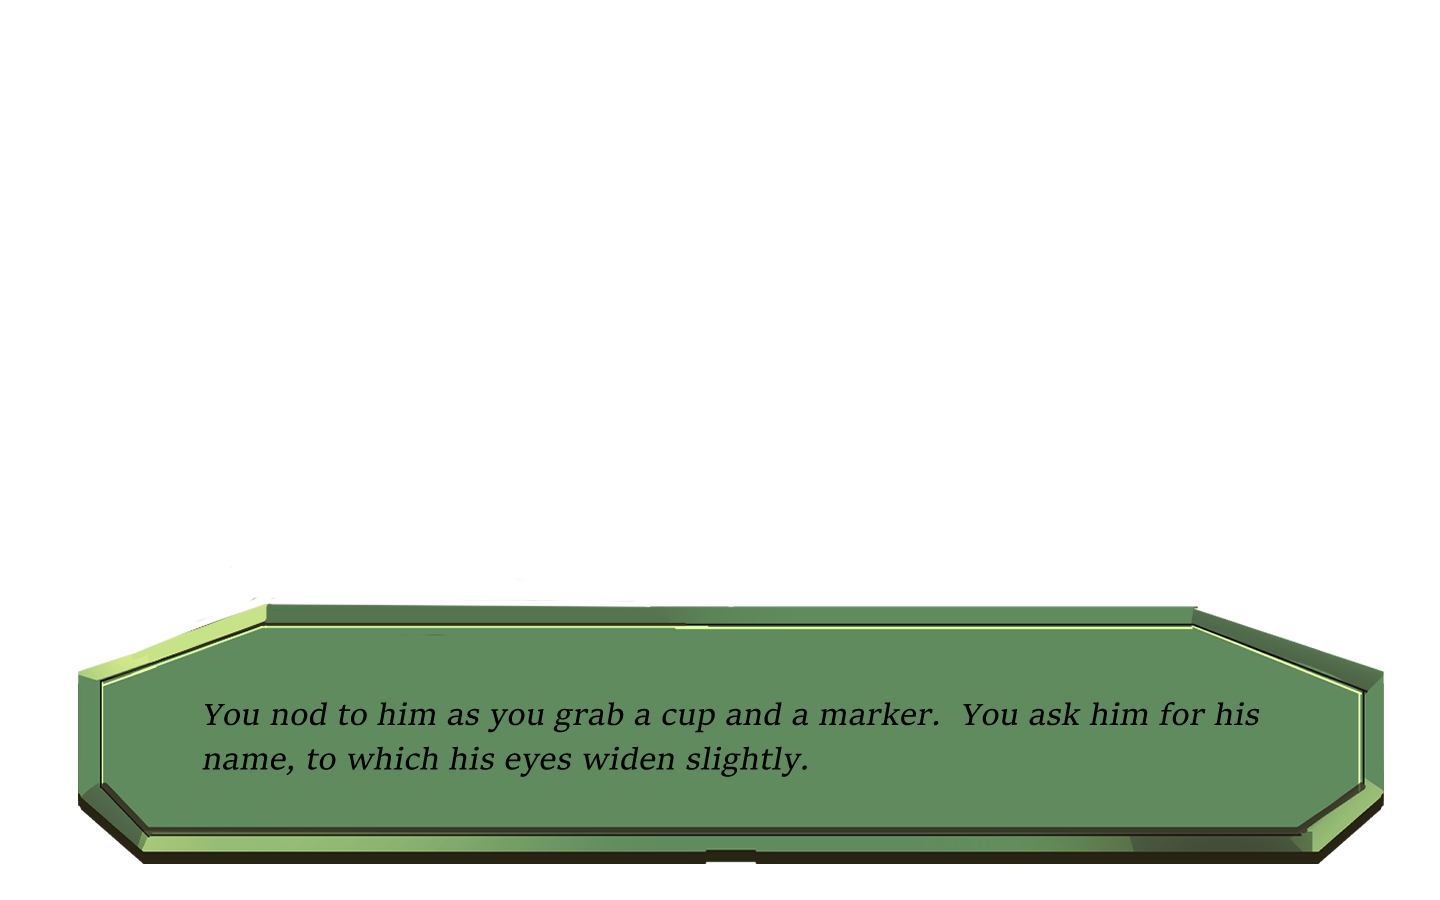 You nod to him as you grab a cup and a marker.  You ask him for his
name, to which his eyes widen slightly.